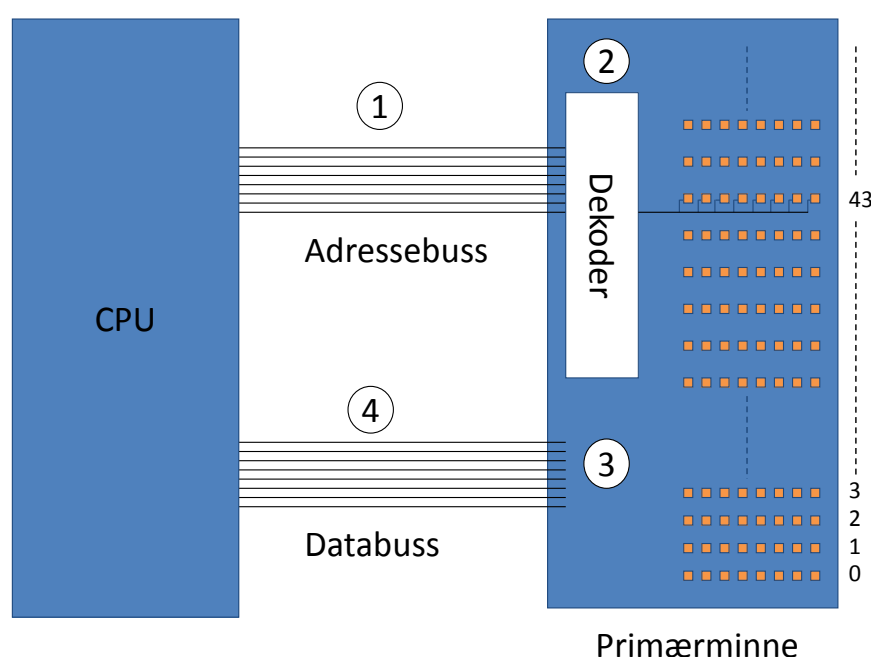 1
2
Dekoder
43
Adressebuss
CPU
4
3
3
2
Databuss
1
0
Primærminne